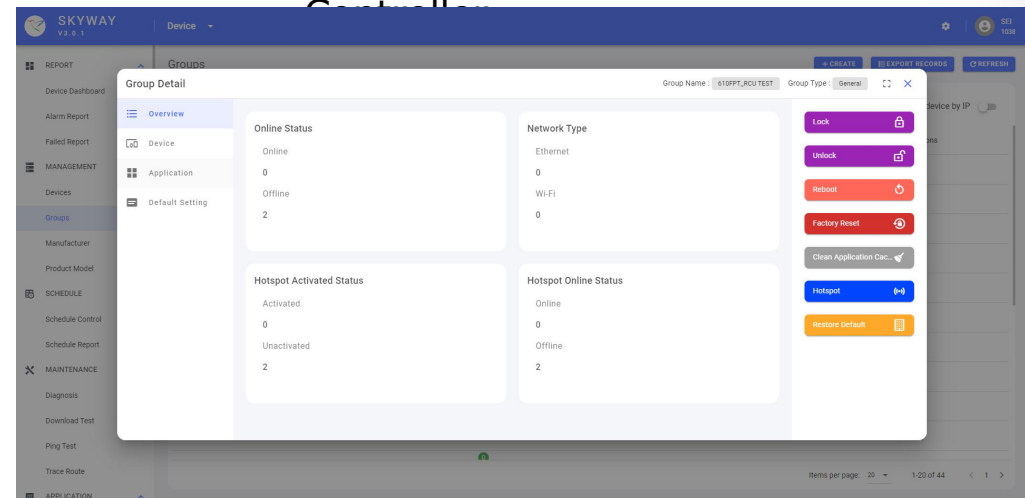 Controller
SKYWAY
V3.0.1
Device
SEI
1038
REPORT
Device Dashboard
Alarm Report
Failed Report
MANAGEMENT
Devices
Groups
Manufacturer
Product Model
SCHEDULE
Schedule Control
Schedule Report
MAINTENANCE
Diagnosis
Download Test
Ping Test
Trace Route
APPLICATION
Groups
+ CREATE
EXPORT RECORDS
REFRESH
device by IP
ons
Group Detail
Group Name : 610FPT_RCU TEST Group Type : General
Overview
Device
Application
Default Setting
Online Status
Online
0
Offline
2
Network Type
Ethernet
0
Wi-Fi
0
Hotspot Activated Status
Activated
0
Unactivated
2
Hotspot Online Status
Online
0
Offline
2
Lock
Unlock
Reboot
Factory Reset
Clean Application Cac...
Hotspot
Restore Default
0
Items per page: 20 1-20 of 44 < 1 >